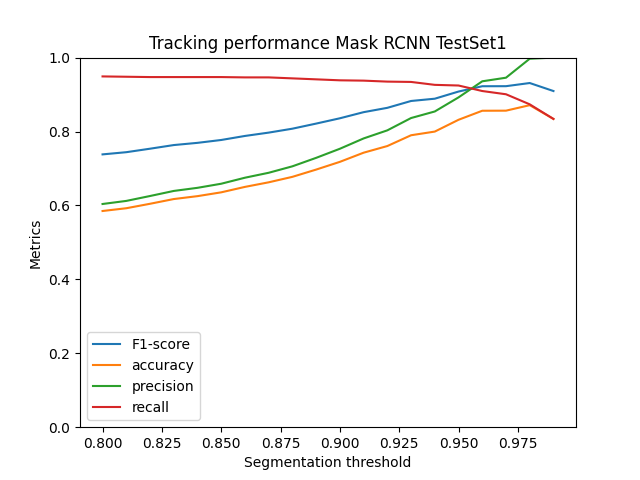 Tracking performance Mask RCNN TestSet1
1.0
0.8
0.6
0.4
0.2
0.0
Metrics
F1-score
accuracy
precision
recall
0.800 0.825 0.850 0.875 0.900 0.925 0.950 0.975
Segmentation threshold